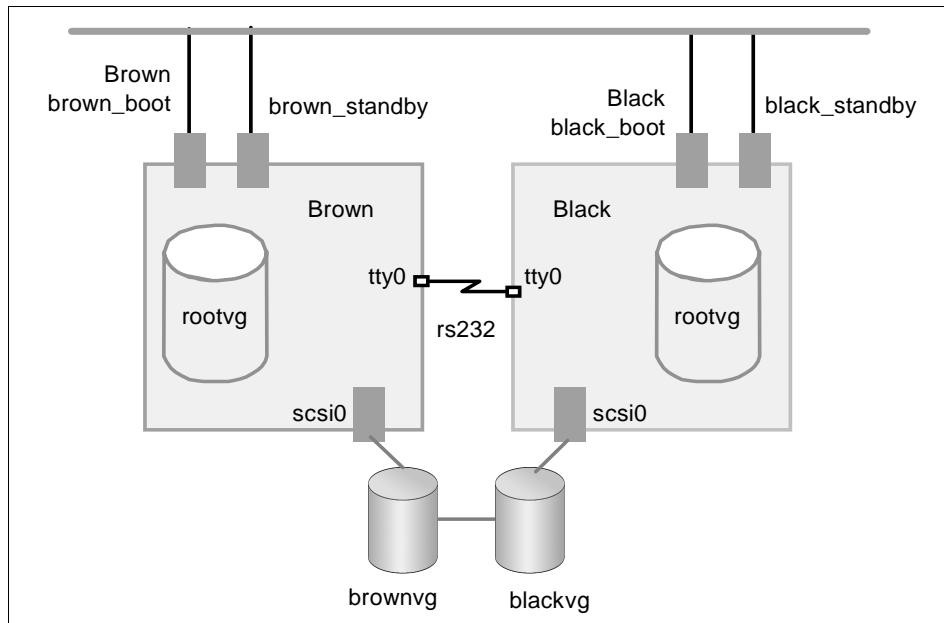 Brown
brown_boot
brown_standby
Black
black_boot
black_standby
Brown
Black
tty0
tty0
rootvg
rs232
rootvg
scsi0
scsi0
brownvg
blackvg